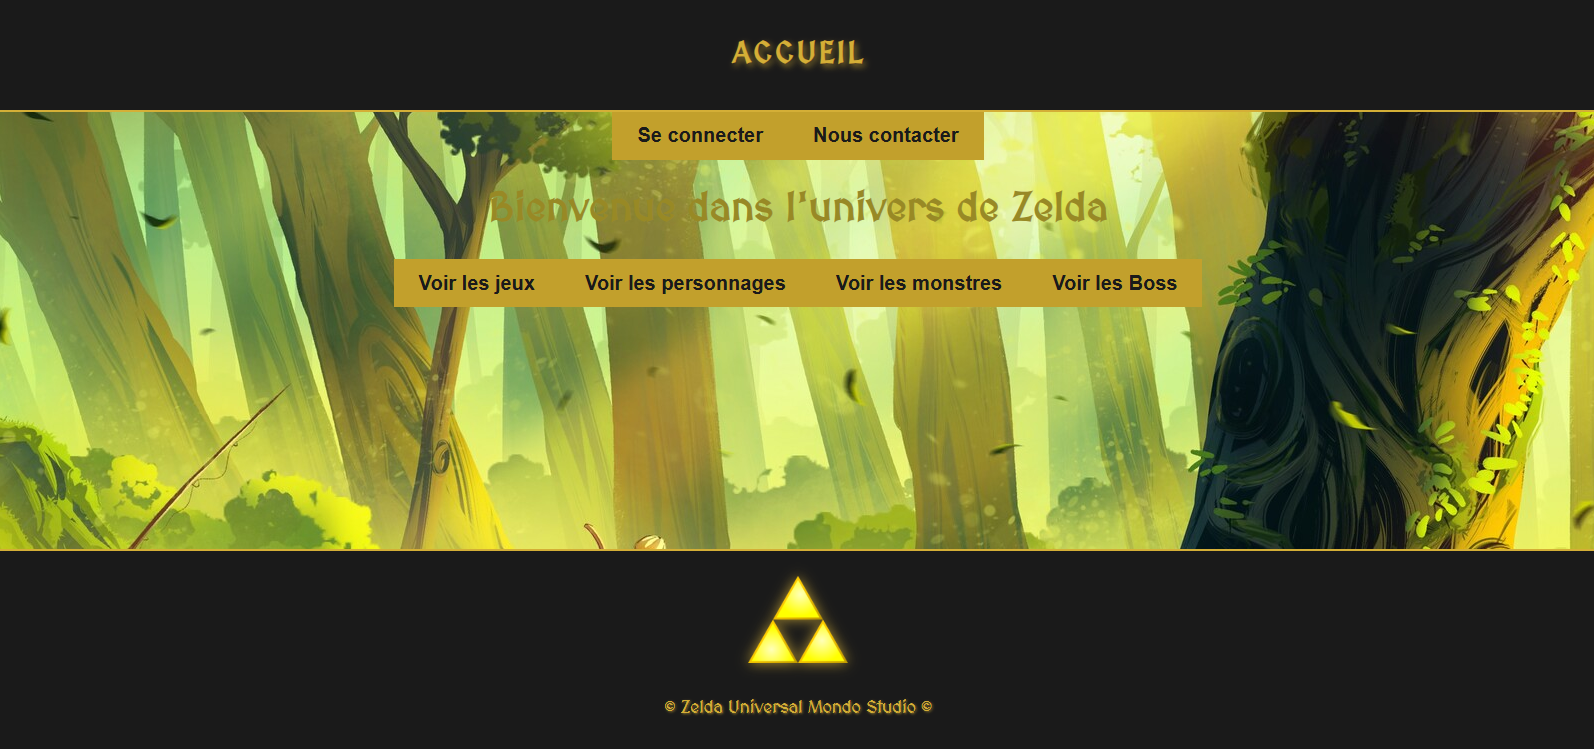 ACCUEIL
Se connecter Nous contacter
Bienvenue dans l'univers de Zelda
Voir les jeux Voir les personnages Voir les monstres Voir les Boss
© Zelda Universal Mondo Studio ©